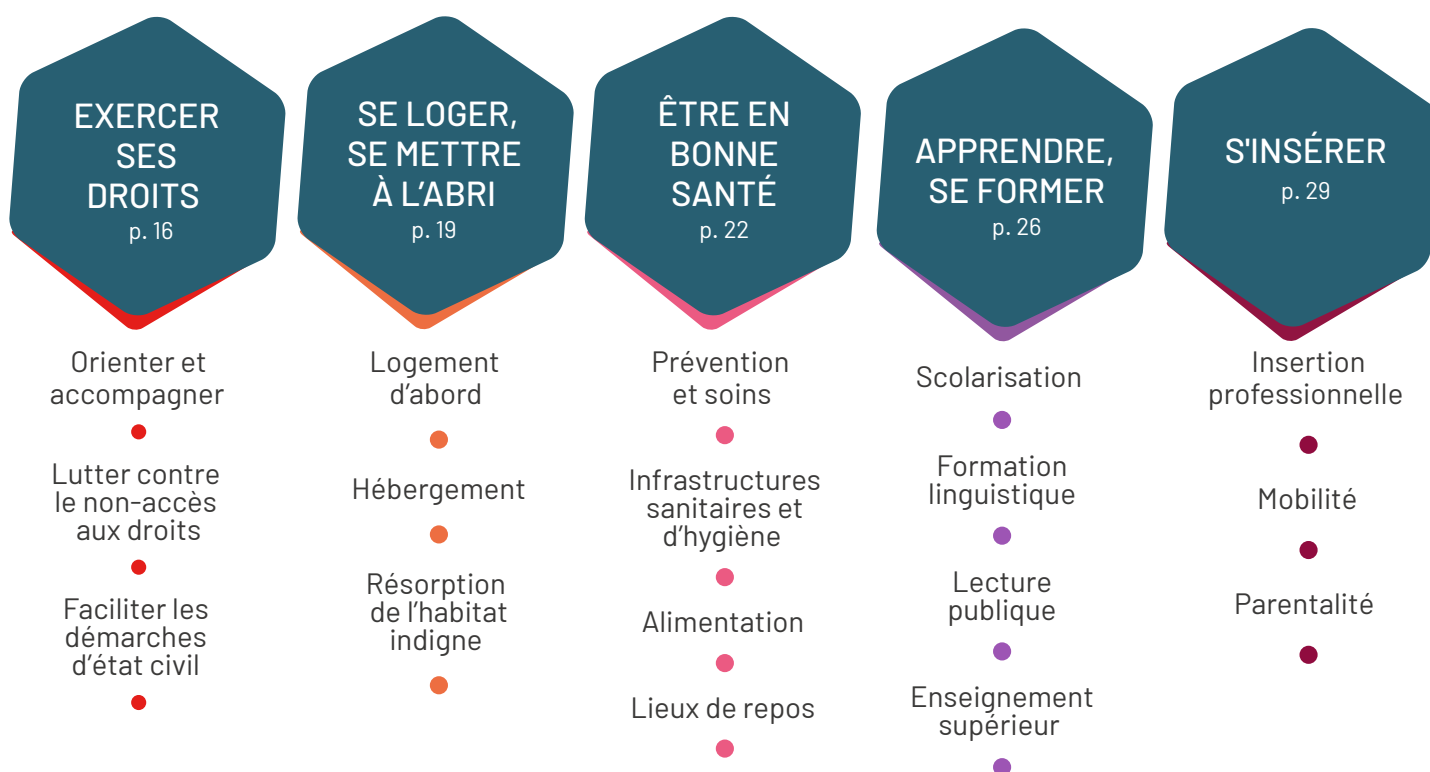 EXERCER
SES
DROITS
p. 16
Orienter et
accompagner
Lutter contre
le non-accès
aux droits
Faciliter les
démarches
d’état civil
SE LOGER,
SE METTRE
À L’ABRI
p. 19
Logement
d’abord
Hébergement
Résorption
de l’habitat
indigne
ÊTRE EN
BONNE
SANTÉ
p. 22
Prévention
et soins
Infrastructures
sanitaires et
d’hygiène
Alimentation
Lieux de repos
APPRENDRE,
SE FORMER
p. 26
Scolarisation
Formation
linguistique
Lecture
publique
Enseignement
supérieur
S'INSÉRER
p. 29
Insertion
professionnelle
Mobilité
Parentalité